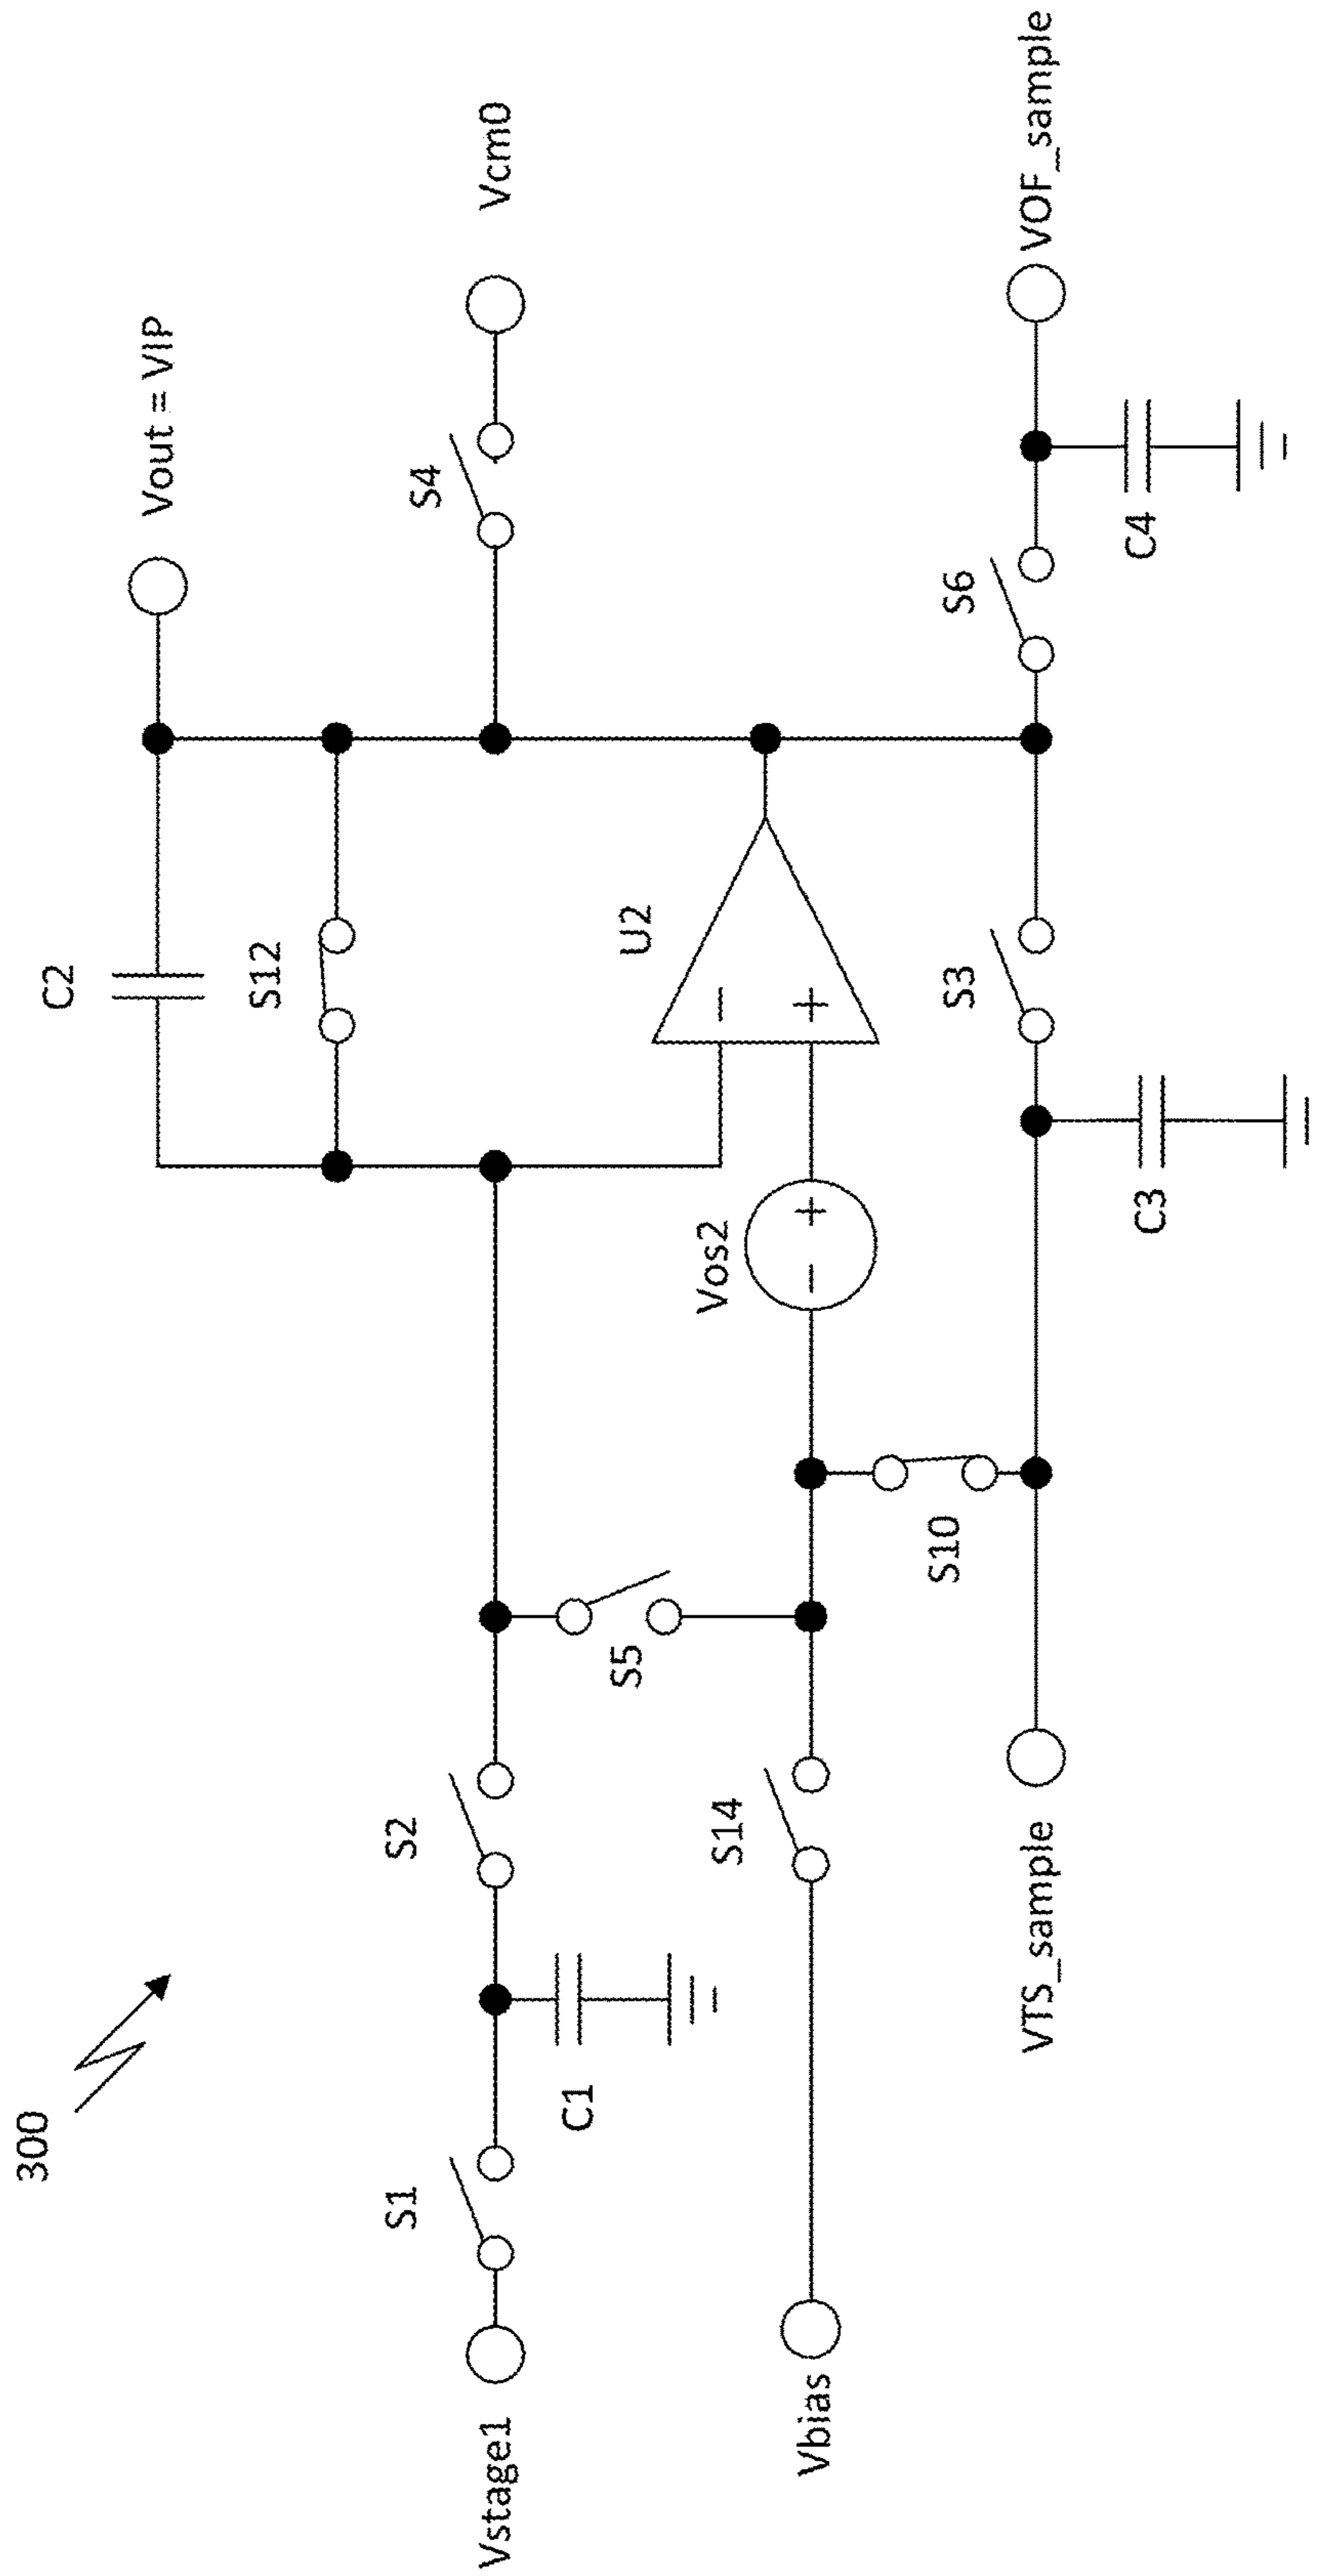 300
C2
Vout = VIP
S12
S1
S2
S4
Vcm0
Vstage1
C1
S5
U2
−
+
Vos2
− +
S14
Vbias
S10
S3
S6
VTS_sample
VOF_sample
C3
C4